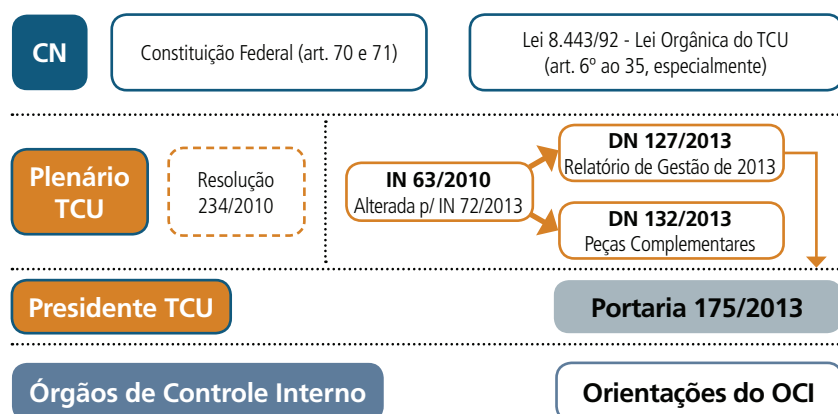 CN
Constituição Federal (art. 70 e 71)
Lei 8.443/92 - Lei Orgânica do TCU
(art. 6º ao 35, especialmente)
Plenário
TCU
Resolução
234/2010
IN 63/2010
Alterada p/ IN 72/2013
DN 127/2013
Relatório de Gestão de 2013
DN 132/2013
Peças Complementares
Presidente TCU
Portaria 175/2013
Órgãos de Controle Interno
Orientações do OCI